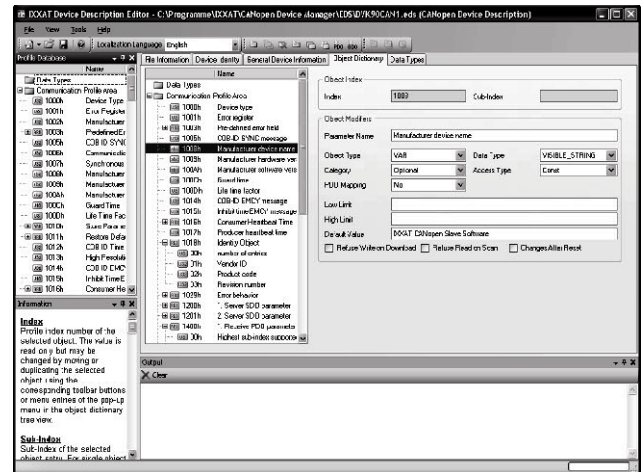 IXXAT Device Description Editor - C:\Programme\IXXAT\CANopen Device Manager\EDS\D7K90CAN1.eds (CANopen Device Description)
File View Tools Help
Localization Language English
Profile Database
Name
Data Types
Communication Profile Area
1000h Device Type
1001h Error Register
1002h Manufacturer
1003h Predefined Er
1005h COB ID SYNC
1006h Communicatio
1007h Synchronous
1008h Manufacturer
1009h Manufacturer
100Ah Manufacturer
100Ch Guard Time
100Dh Life Time Fac
1010h Store Parame
1011h Restore Defau
1012h COB ID Time
1013h High Resoluti
1014h COB ID EMCY
1015h Inhibit Time E
1016h Consumer He
Information
Index
Profile index number of the
selected object. The value is
read only but may be
changed by moving or
duplicating the selected
object using the
corresponding toolbar buttons
or menu entries of the pop-up
menu in the object dictionary
tree view.
Sub-Index
Sub-Index of the selected
object entry. For single object
File Information Device Identity General Device Information Object Dictionary Data Types
Name
Data Types
Communication Profile Area
1000h Device type
1001h Error register
1003h Pre-defined error field
1005h COB-ID SYNC message
1008h Manufacturer device name
1009h Manufacturer hardware ver
100Ah Manufacturer software vers
100Ch Guard time
100Dh Life time factor
1014h COB-ID EMCY message
1015h Inhibit time EMCY message
1016h Consumer Heartbeat Time
1017h Producer heartbeat time
1018h Identity Object
00h number of entries
01h Vendor ID
02h Product code
03h Revision number
1029h Error behavior
1200h 1. Server SDO parameter
1201h 2. Server SDO parameter
1400h 1. Receive PDO paramete
00h Highest sub-index supporte
Object Index
Index 1008 Sub-Index
Object Modifiers
Parameter Name Manufacturer device name
Object Type VAR Data Type VISIBLE_STRING
Category Optional Access Type Const
PDO Mapping No
Low Limit
High Limit
Default Value IXXAT CANopen Slave Software
Refuse Write on Download Refuse Read on Scan Changes After Reset
Output
Clear